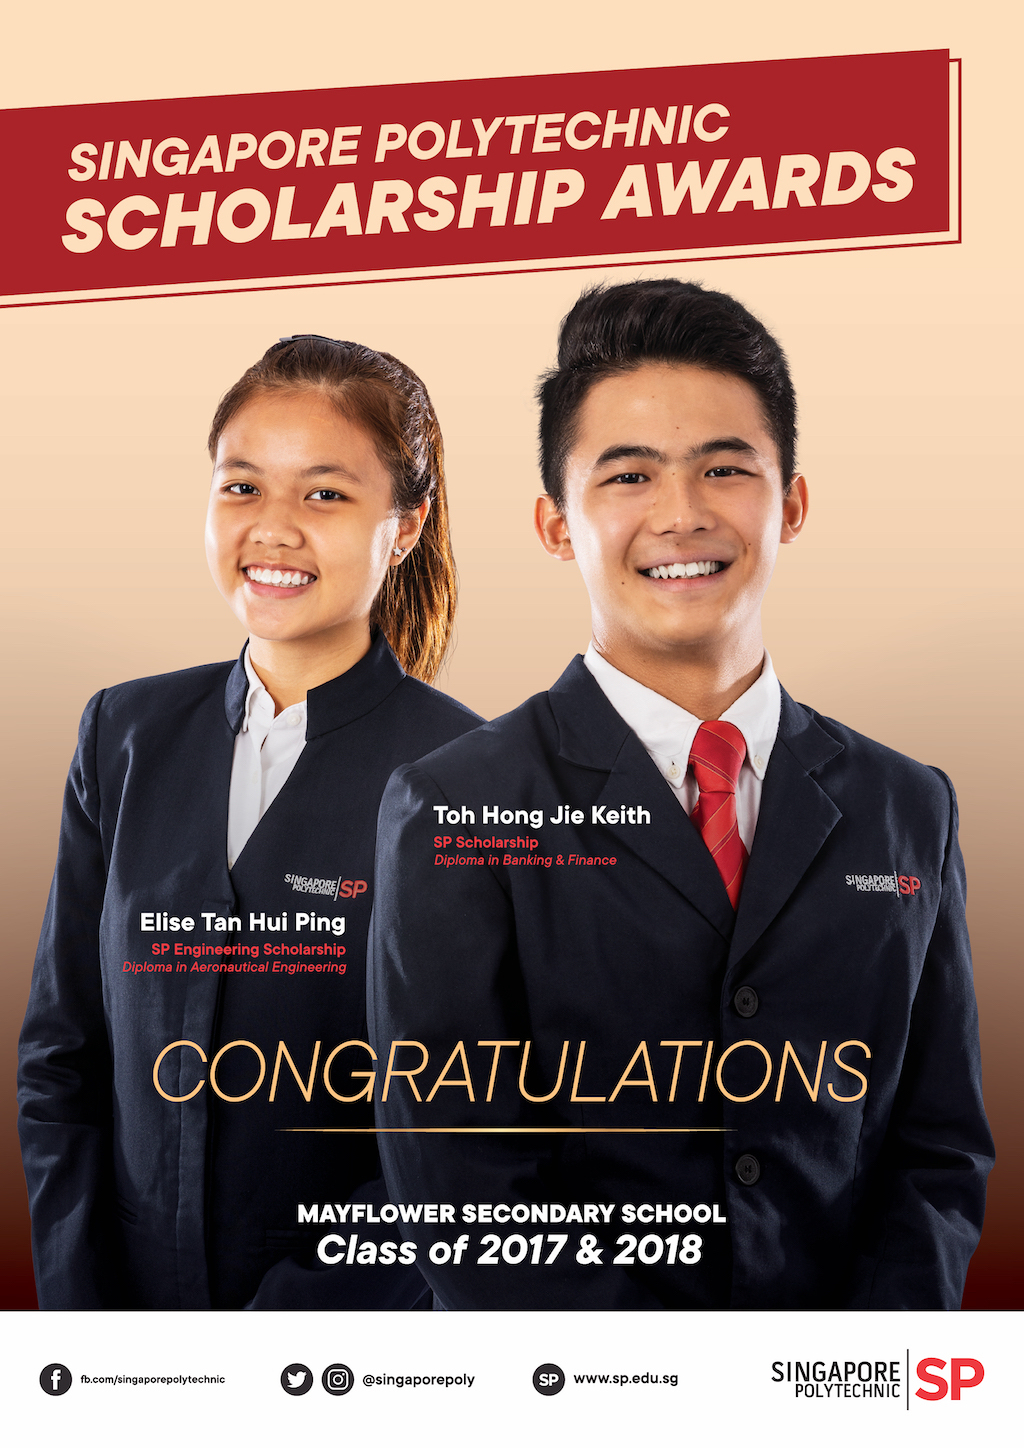 SINGAPORE POLYTECHNIC
SCHOLARSHIP AWARDS
Toh Hong Jie Keith
SP Scholarship
Diploma in Banking & Finance
SINGAPORE POLYTECHNIC SP
SINGAPORE POLYTECHNIC SP
Elise Tan Hui Ping
SP Engineering Scholarship
Diploma in Aeronautical Engineering
CONGRATULATIONS
MAYFLOWER SECONDARY SCHOOL
Class of 2017 & 2018
fb.com/singaporepolytechnic
@singaporepoly
SP www.sp.edu.sg
SINGAPORE
POLYTECHNIC SP